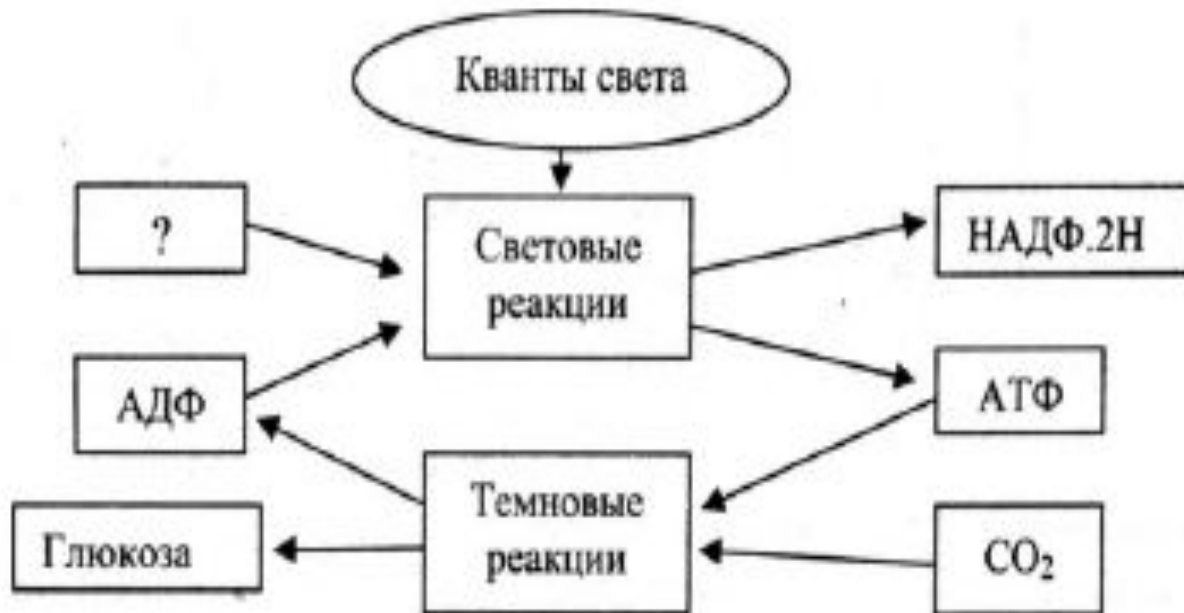 Кванты света
?
Световые
реакции
НАДФ.2Н
АДФ
АТФ
Темновые
реакции
Глюкоза
CO₂